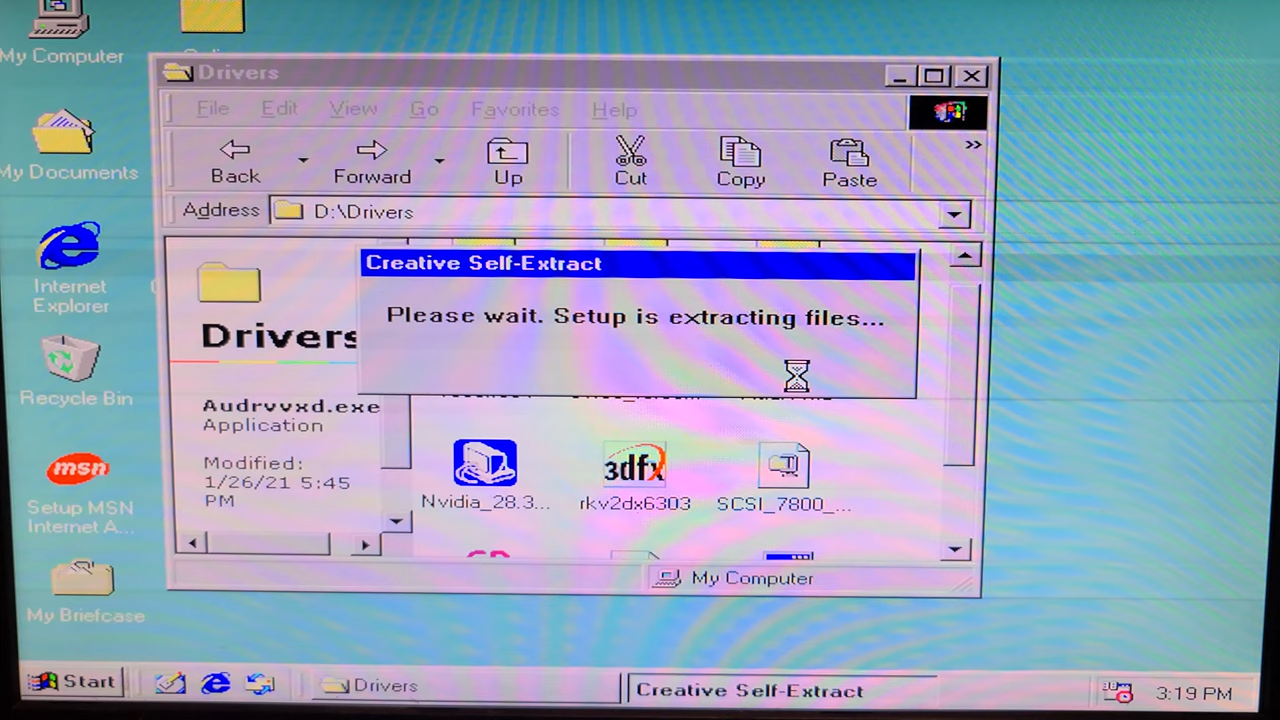 My Computer
Drivers
File Edit View Go Favorites Help
Back Forward Up Cut Copy Paste
Address D:\Drivers
My Documents
Creative Self-Extract
Please wait. Setup is extracting files...
Internet
Explorer
Drivers
Recycle Bin
Audrvvxd.exe
Application
Modified:
1/26/21 5:45
PM
3dfx
Nvidia_28.3... rkv2dx6303 SCSI_7800_...
msn
Setup MSN
Internet A...
My Computer
My Briefcase
Start Drivers Creative Self-Extract 3:19 PM